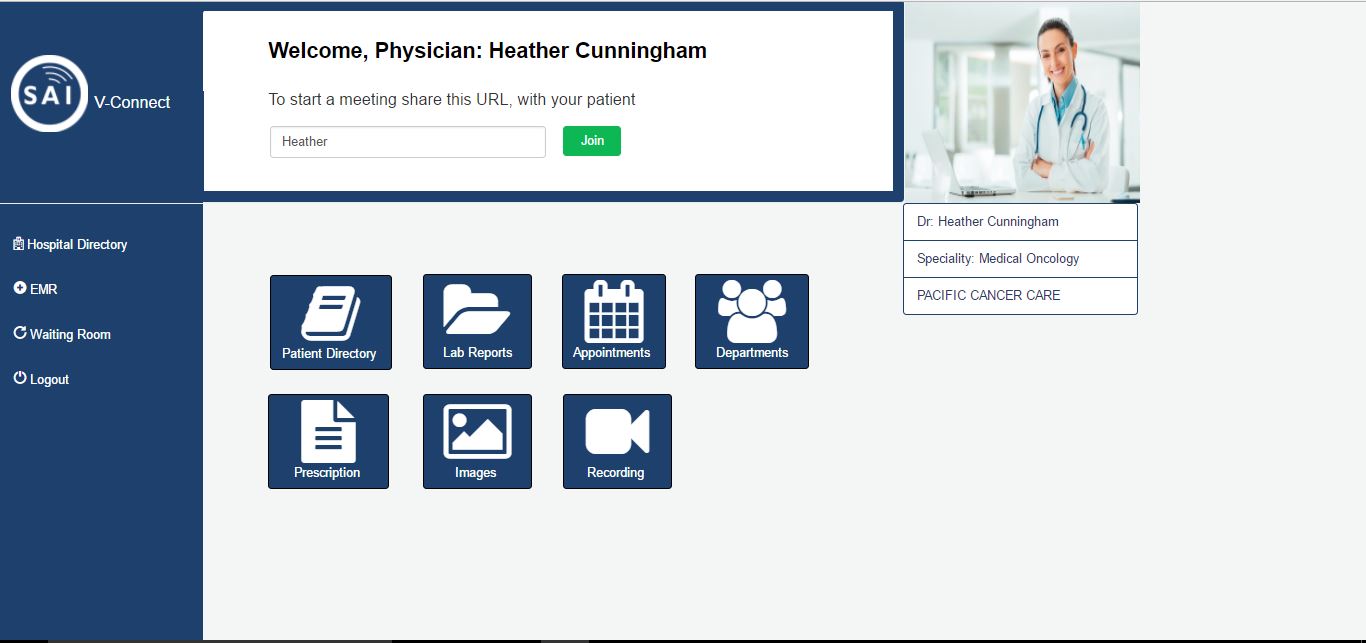 SAI
V-Connect
Welcome, Physician: Heather Cunningham
To start a meeting share this URL, with your patient
Heather
Join
Hospital Directory
EMR
Waiting Room
Logout
Patient Directory
Lab Reports
Appointments
Departments
Prescription
Images
Recording
Dr: Heather Cunningham
Speciality: Medical Oncology
PACIFIC CANCER CARE